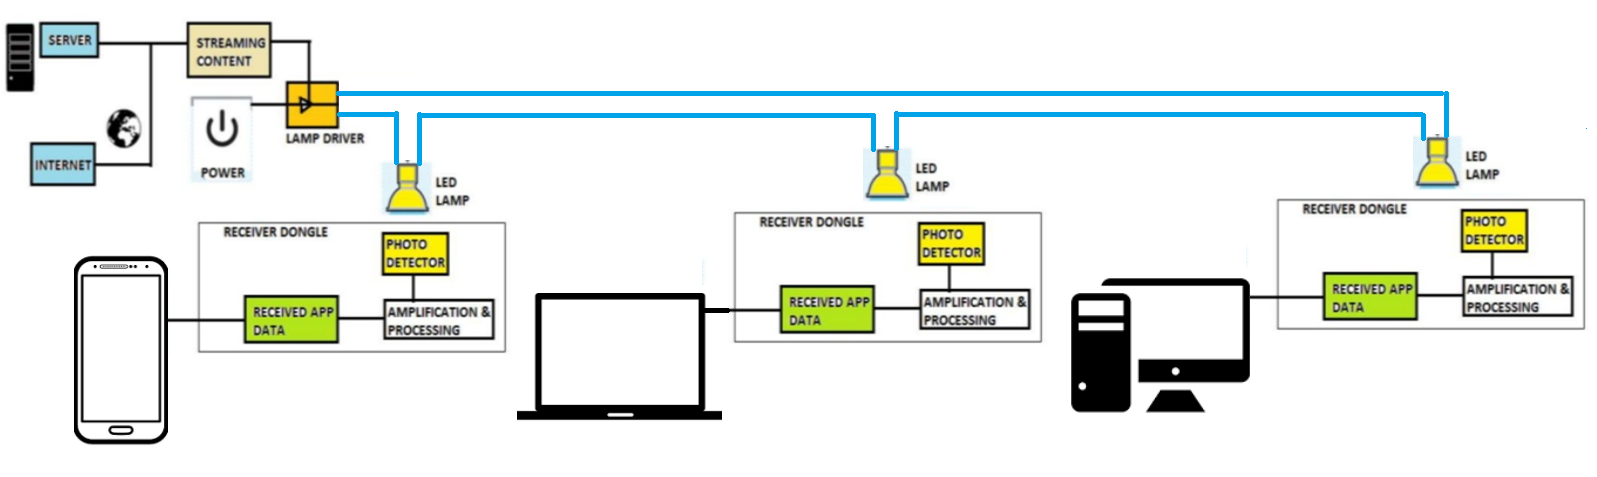 SERVER
STREAMING
CONTENT
INTERNET
POWER
LAMP DRIVER
LED
LAMP
LED
LAMP
LED
LAMP
RECEIVER DONGLE
PHOTO
DETECTOR
RECEIVED APP
DATA
AMPLIFICATION &
PROCESSING
RECEIVER DONGLE
PHOTO
DETECTOR
RECEIVED APP
DATA
AMPLIFICATION &
PROCESSING
RECEIVER DONGLE
PHOTO
DETECTOR
RECEIVED APP
DATA
AMPLIFICATION &
PROCESSING